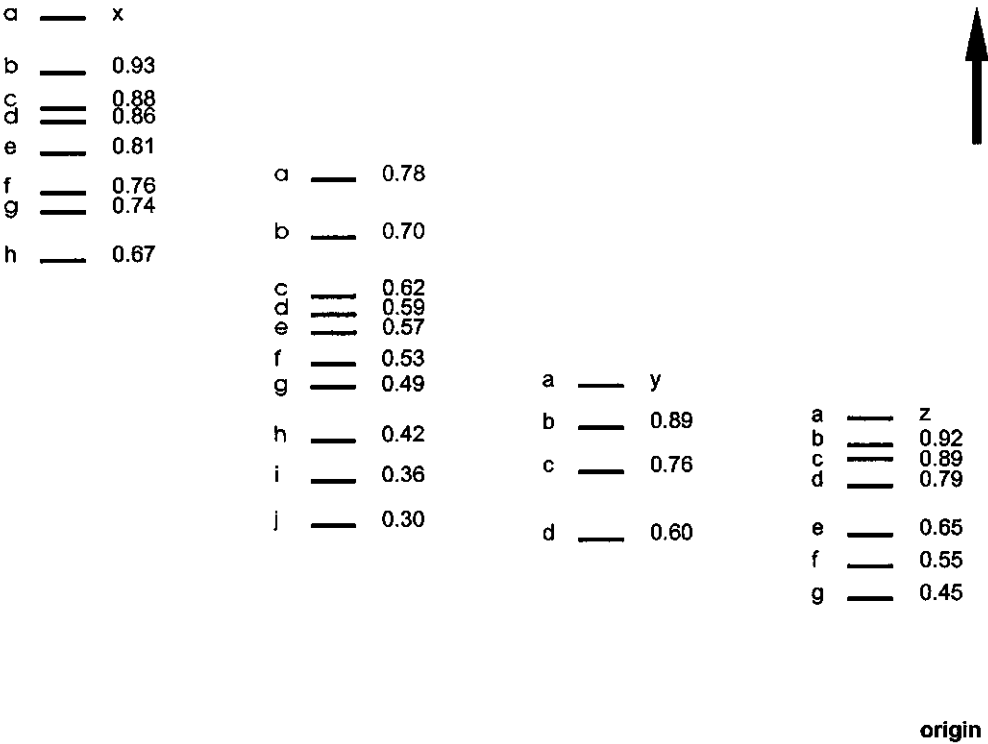 a x
b 0.93
c 0.88
d 0.86
e 0.81
f 0.76
g 0.74
h 0.67
a 0.78
b 0.70
c 0.62
d 0.59
e 0.57
f 0.53
g 0.49
h 0.42
i 0.36
j 0.30
a y
b 0.89
c 0.76
d 0.60
a z
b 0.92
c 0.89
d 0.79
e 0.65
f 0.55
g 0.45
origin